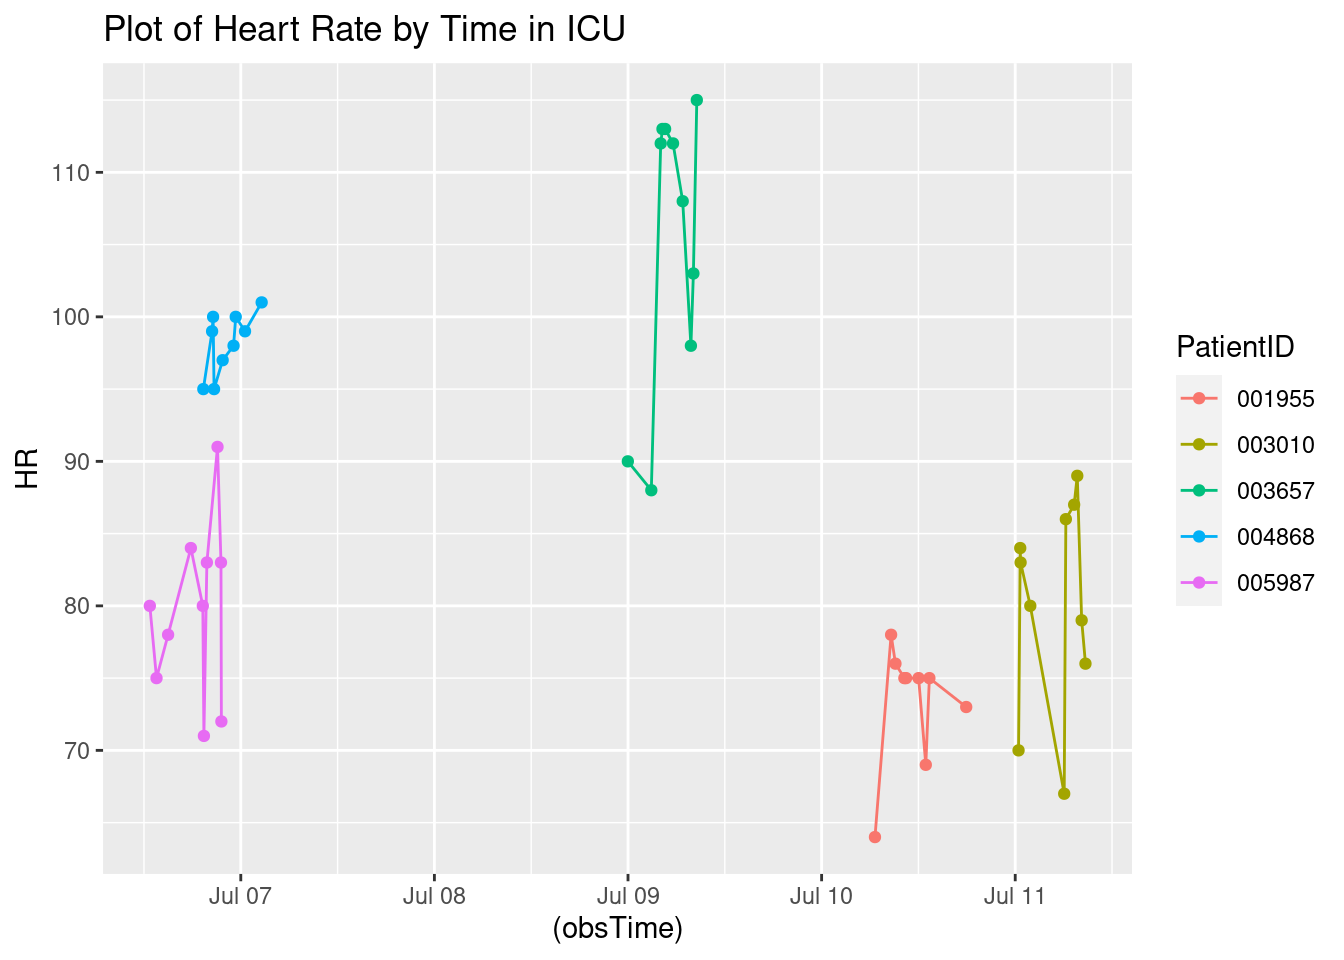 Plot of Heart Rate by Time in ICU
HR
110
100
90
80
70
Jul 07 Jul 08 Jul 09 Jul 10 Jul 11
(obsTime)
PatientID
001955
003010
003657
004868
005987